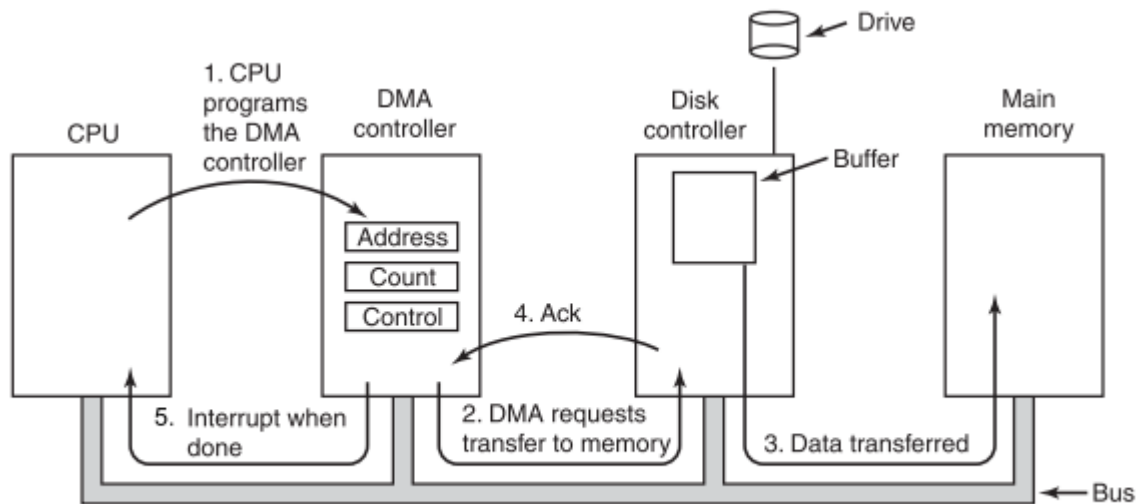 Drive
1. CPU
programs
the DMA
controller
CPU
DMA
controller
Disk
controller
Main
memory
Buffer
Address
Count
Control
4. Ack
5. Interrupt when
done
2. DMA requests
transfer to memory
3. Data transferred
Bus